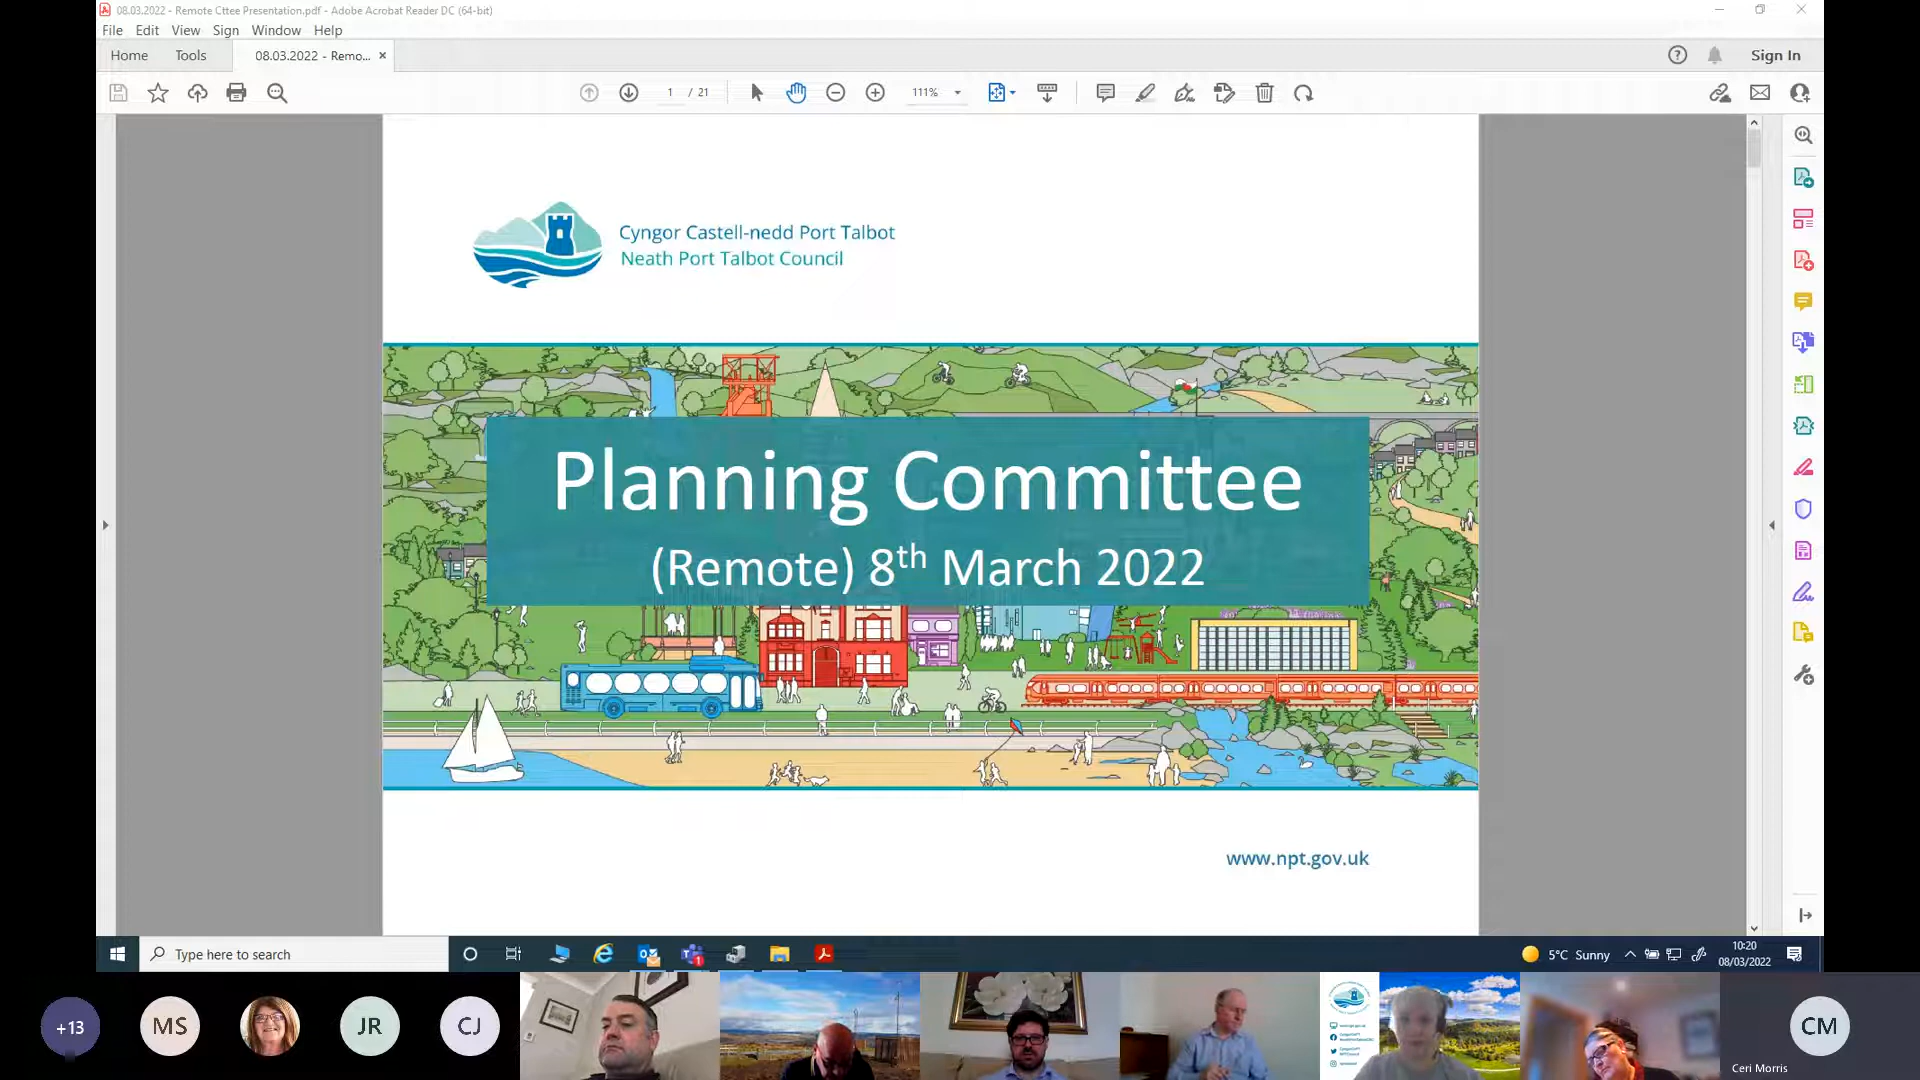 08.03.2022 - Remote Cttee Presentation.pdf - Adobe Acrobat Reader DC (64-bit)
File Edit View Sign Window Help
Home Tools 08.03.2022 - Remo... Sign In
1 / 21 111%
Cyngor Castell-nedd Port Talbot
Neath Port Talbot Council
Planning Committee
(Remote) 8th March 2022
www.npt.gov.uk
Type here to search
5°C Sunny
10:20
08/03/2022
+13 MS JR CJ CM
Ceri Morris